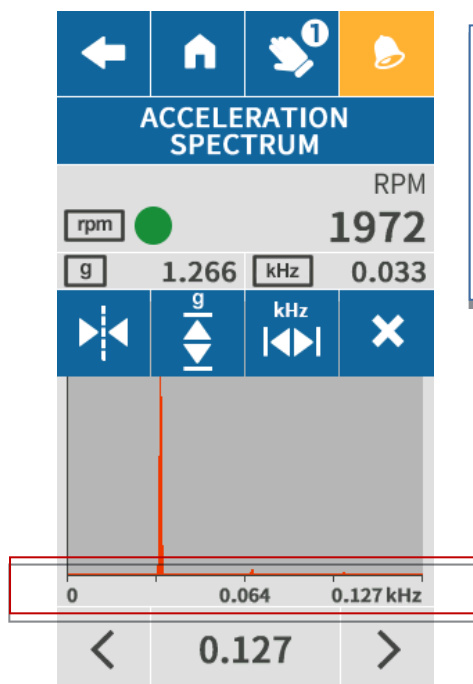 1
ACCELERATION
SPECTRUM
RPM
rpm 1972
g 1.266 kHz 0.033
g kHz
0 0.064 0.127 kHz
0.127